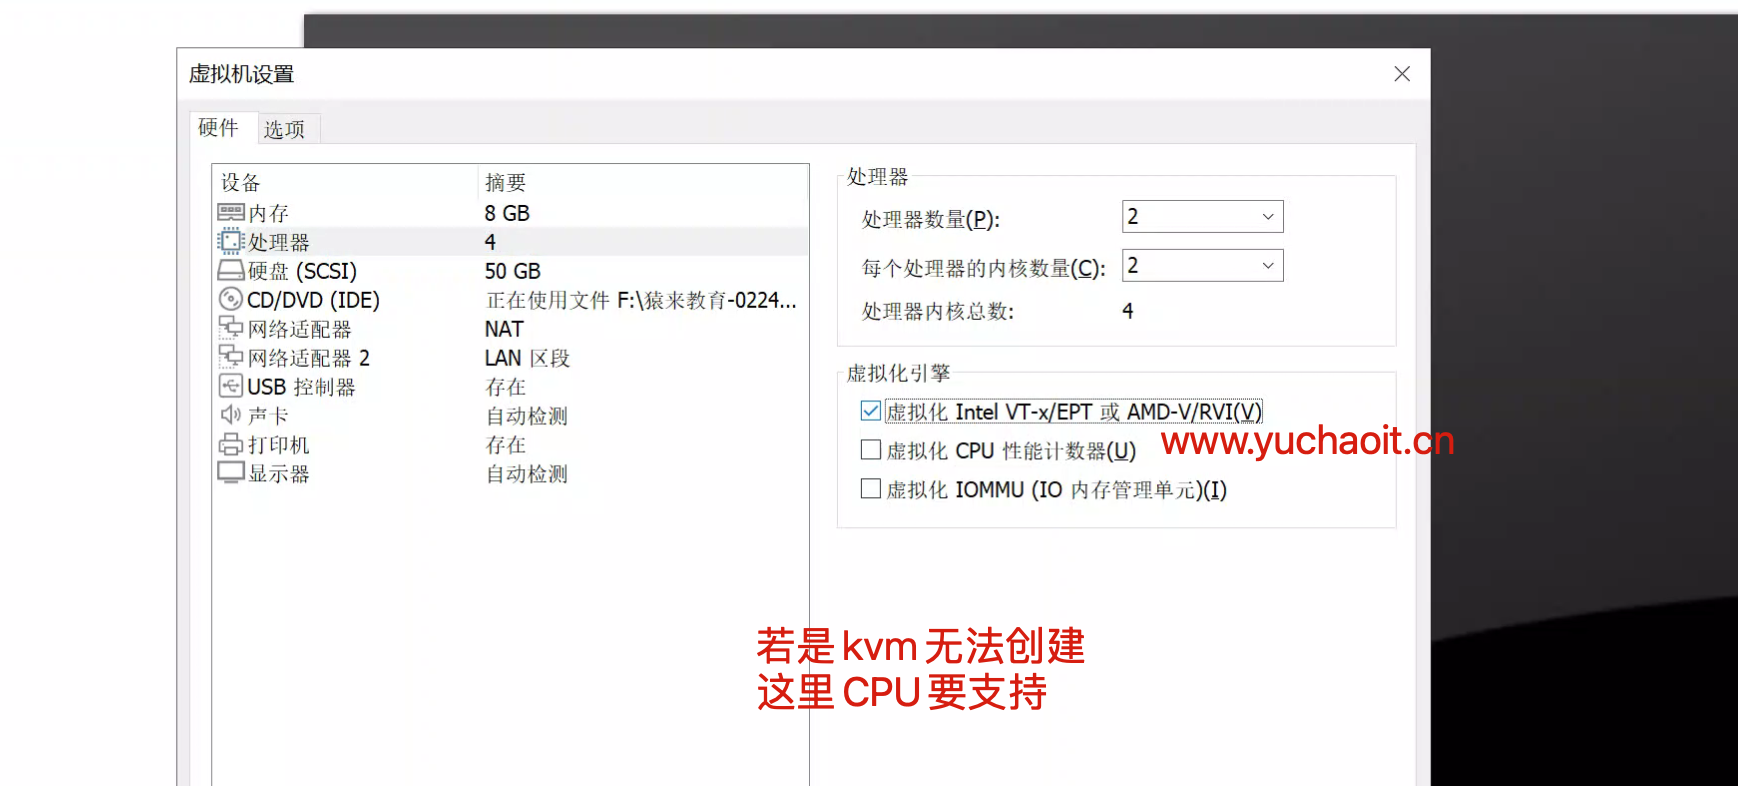 虚拟机设置
硬件 选项
设备 摘要
内存 8 GB
处理器 4
硬盘 (SCSI) 50 GB
CD/DVD (IDE) 正在使用文件 F:\猿来教育-0224...
网络适配器 NAT
网络适配器 2 LAN 区段
USB 控制器 存在
声卡 自动检测
打印机 存在
显示器 自动检测
处理器
处理器数量(P): 2
每个处理器的内核数量(C): 2
处理器内核总数: 4
虚拟化引擎
虚拟化 Intel VT-x/EPT 或 AMD-V/RVI(V)
www.yuchaoit.cn
虚拟化 CPU 性能计数器(U)
虚拟化 IOMMU (IO 内存管理单元)(I)
若是kvm无法创建
这里CPU要支持